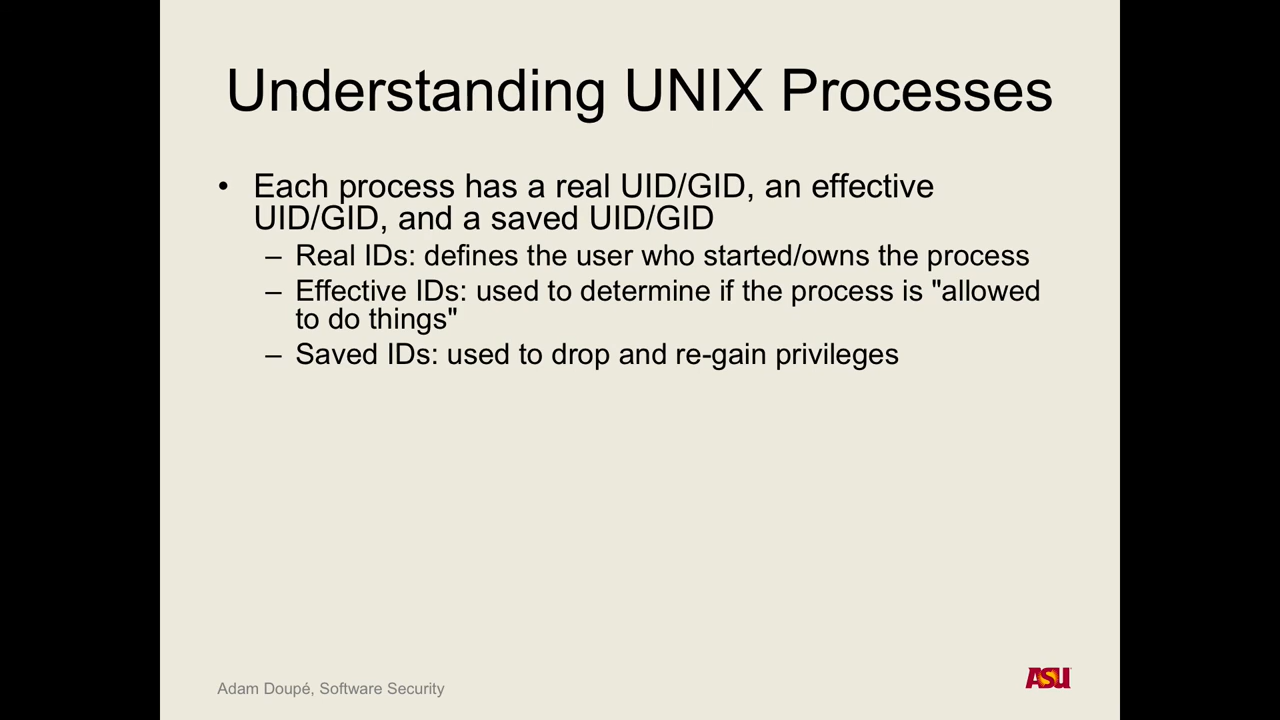 Understanding UNIX Processes
• Each process has a real UID/GID, an effective
UID/GID, and a saved UID/GID
– Real IDs: defines the user who started/owns the process
– Effective IDs: used to determine if the process is "allowed
to do things"
– Saved IDs: used to drop and re-gain privileges
Adam Doupé, Software Security
ASU